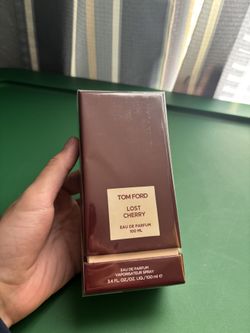 TOM FORD
LOST
CHERRY
EAU DE PARFUM
100 ML
EAU DE PARFUM
VAPORISATEUR SPRAY
3.4 FL.OZ/OZ. LIQ./100 ml ℮